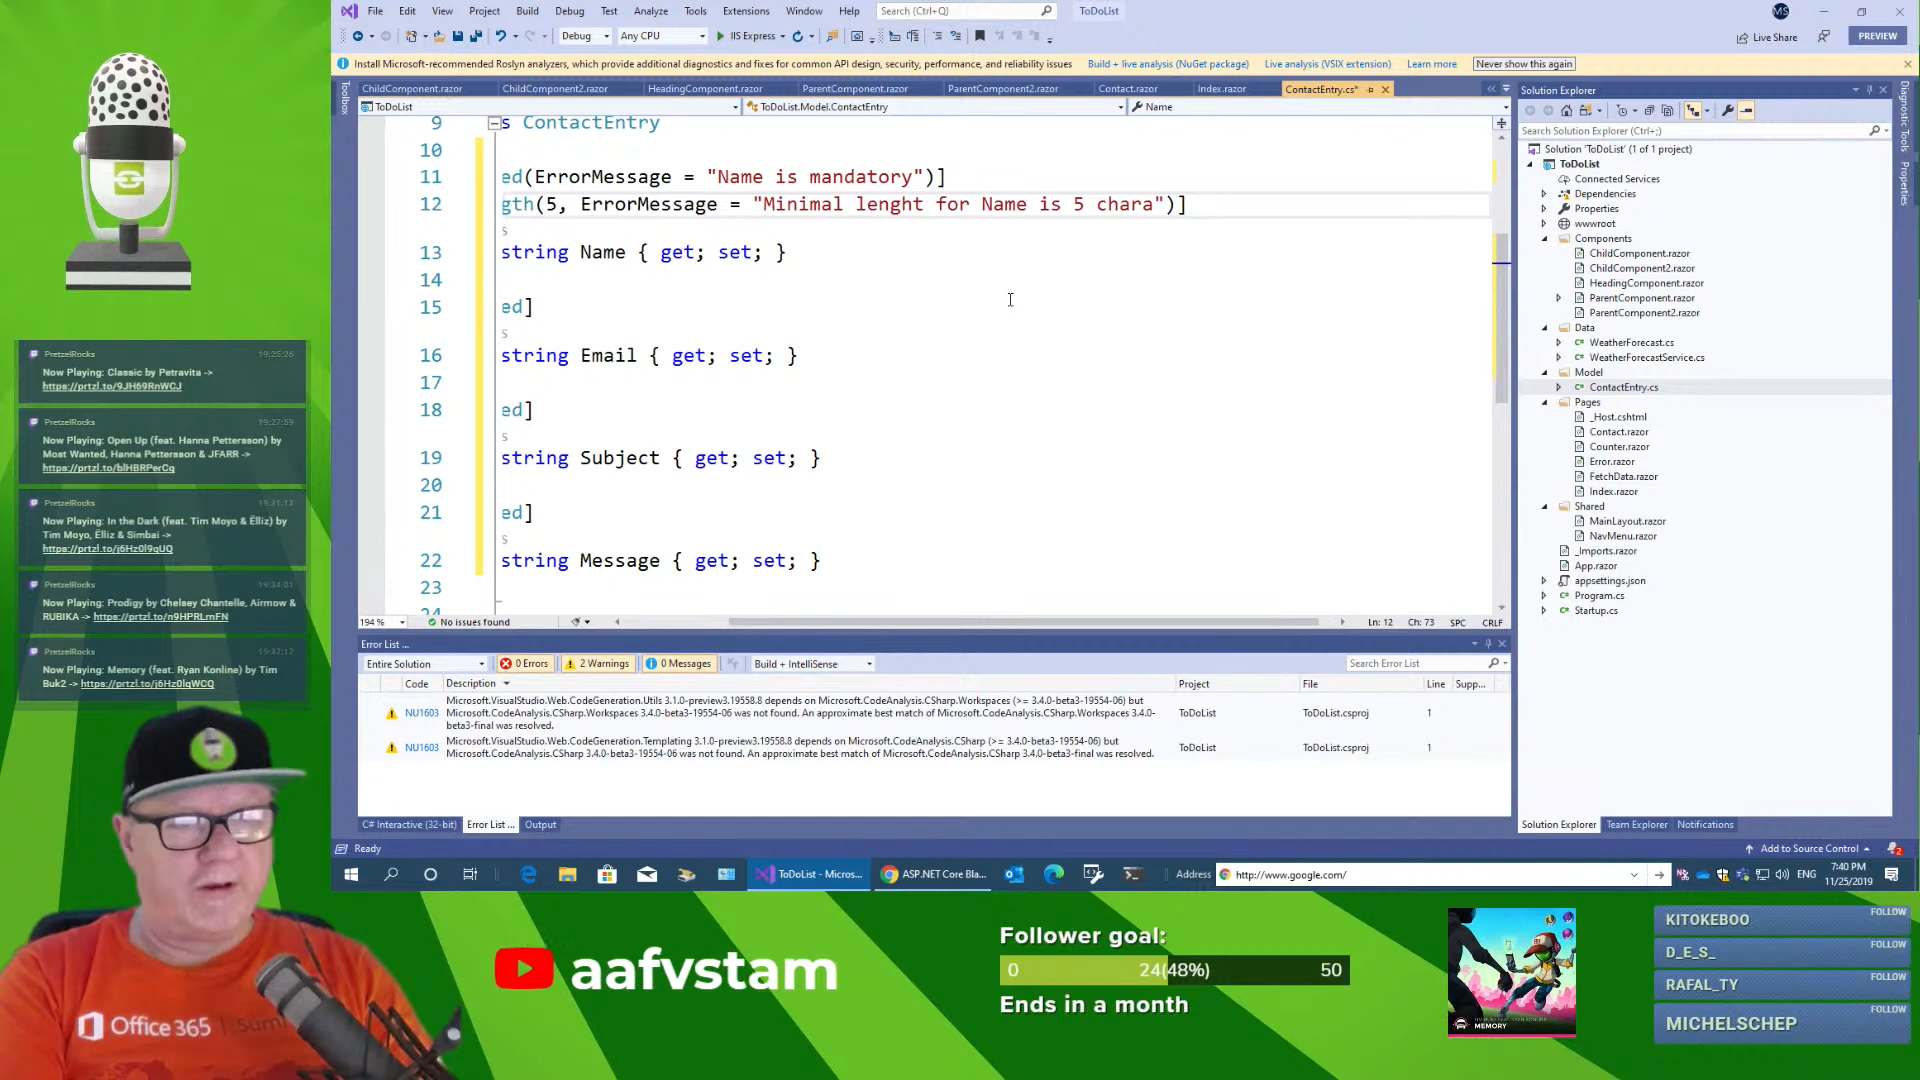 File Edit View Project Build Debug Test Analyze Tools Extensions Window Help Search (Ctrl+Q) ToDoList MS
Debug Any CPU IIS Express Live Share PREVIEW
Install Microsoft-recommended Roslyn analyzers, which provide additional diagnostics and fixes for common API design, security, performance, and reliability issues Build + live analysis (NuGet package) Live analysis (VSIX extension) Learn more Never show this again
Toolbox
ChildComponent.razor ChildComponent2.razor HeadingComponent.razor ParentComponent.razor ParentComponent2.razor Contact.razor Index.razor ContactEntry.cs*
ToDoList ToDoList.Model.ContactEntry Name
9 s ContactEntry
10
11 ed(ErrorMessage = "Name is mandatory")]
12 gth(5, ErrorMessage = "Minimal lenght for Name is 5 chara")]
s
13 string Name { get; set; }
14
15 ed]
s
16 string Email { get; set; }
17
18 ed]
s
19 string Subject { get; set; }
20
21 ed]
s
22 string Message { get; set; }
23
24
194 % No issues found Ln: 12 Ch: 73 SPC CRLF
Error List ...
Entire Solution 0 Errors 2 Warnings 0 Messages Build + IntelliSense Search Error List
Code Description Project File Line Supp...
NU1603 Microsoft.VisualStudio.Web.CodeGeneration.Utils 3.1.0-preview3.19558.8 depends on Microsoft.CodeAnalysis.CSharp.Workspaces (>= 3.4.0-beta3-19554-06) but
Microsoft.CodeAnalysis.CSharp.Workspaces 3.4.0-beta3-19554-06 was not found. An approximate best match of Microsoft.CodeAnalysis.CSharp.Workspaces 3.4.0-
beta3-final was resolved.
ToDoList ToDoList.csproj 1
NU1603 Microsoft.VisualStudio.Web.CodeGeneration.Templating 3.1.0-preview3.19558.8 depends on Microsoft.CodeAnalysis.CSharp (>= 3.4.0-beta3-19554-06) but
Microsoft.CodeAnalysis.CSharp 3.4.0-beta3-19554-06 was not found. An approximate best match of Microsoft.CodeAnalysis.CSharp 3.4.0-beta3-final was resolved.
ToDoList ToDoList.csproj 1
C# Interactive (32-bit) Error List ... Output
Solution Explorer
Search Solution Explorer (Ctrl+;)
Solution 'ToDoList' (1 of 1 project)
ToDoList
Connected Services
Dependencies
Properties
wwwroot
Components
ChildComponent.razor
ChildComponent2.razor
HeadingComponent.razor
ParentComponent.razor
ParentComponent2.razor
Data
WeatherForecast.cs
WeatherForecastService.cs
Model
ContactEntry.cs
Pages
_Host.cshtml
Contact.razor
Counter.razor
Error.razor
FetchData.razor
Index.razor
Shared
MainLayout.razor
NavMenu.razor
_Imports.razor
App.razor
appsettings.json
Program.cs
Startup.cs
Solution Explorer Team Explorer Notifications
Diagnostic Tools
Properties
Ready Add to Source Control 2
ToDoList - Micros... ASP.NET Core Bla... Address http://www.google.com/ ENG 7:40 PM
11/25/2019
PretzelRocks 19:25:26
Now Playing: Classic by Petravita ->
https://prtzl.to/9JH69RnWCJ
PretzelRocks 19:27:59
Now Playing: Open Up (feat. Hanna Pettersson) by
Most Wanted, Hanna Pettersson & JFARR ->
https://prtzl.to/blHBRPerCq
PretzelRocks 19:31:13
Now Playing: In the Dark (feat. Tim Moyo & Ëlliz) by
Tim Moyo, Ëlliz & Simbai ->
https://prtzl.to/j6Hz0l9qUQ
PretzelRocks 19:34:01
Now Playing: Prodigy by Chelsey Chantelle, Airmow &
RUBIKA -> https://prtzl.to/n9HPRLrnFN
PretzelRocks 19:37:17
Now Playing: Memory (feat. Ryan Konline) by Tim
Buk2 -> https://prtzl.to/j6Hz0lqWCQ
Office 365
aafvstam
Follower goal:
0 24(48%) 50
Ends in a month
MEMORY
KITOKEBOO FOLLOW
D_E_S_ FOLLOW
RAFAL_TY FOLLOW
MICHELSCHEP FOLLOW